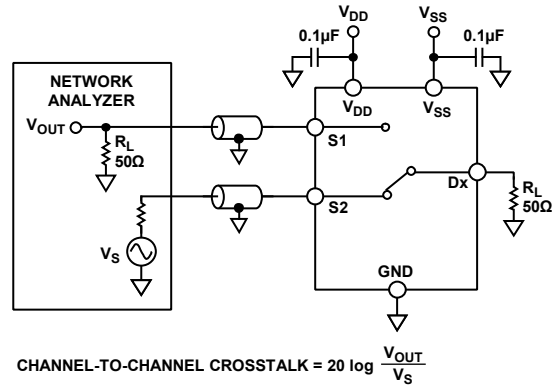 V_DD
V_SS
0.1µF
0.1µF
NETWORK
ANALYZER
V_DD
V_SS
V_OUT
S1
R_L
50Ω
S2
Dx
R_L
50Ω
V_S
GND
CHANNEL-TO-CHANNEL CROSSTALK = 20 log V_OUT / V_S